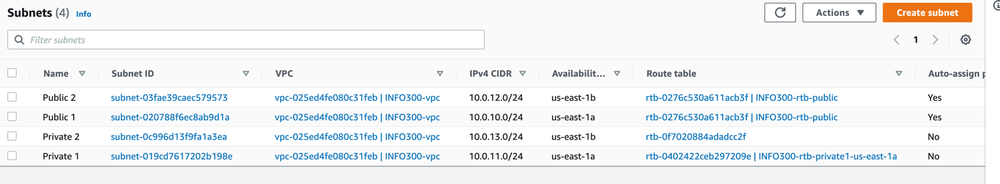 Subnets (4) Info
Actions
Create subnet
Filter subnets
1
Name Subnet ID VPC IPv4 CIDR Availabilit... Route table Auto-assign p
Public 2 subnet-03fae39caec579573 vpc-025ed4fe080c31feb | INFO300-vpc 10.0.12.0/24 us-east-1b rtb-0276c530a611acb3f | INFO300-rtb-public Yes
Public 1 subnet-020788f6ec8ab9d1a vpc-025ed4fe080c31feb | INFO300-vpc 10.0.10.0/24 us-east-1a rtb-0276c530a611acb3f | INFO300-rtb-public Yes
Private 2 subnet-0c996d13f9fa1a3ea vpc-025ed4fe080c31feb | INFO300-vpc 10.0.13.0/24 us-east-1b rtb-0f7020884adadcc2f No
Private 1 subnet-019cd7617202b198e vpc-025ed4fe080c31feb | INFO300-vpc 10.0.11.0/24 us-east-1a rtb-0402422ceb297209e | INFO300-rtb-private1-us-east-1a No